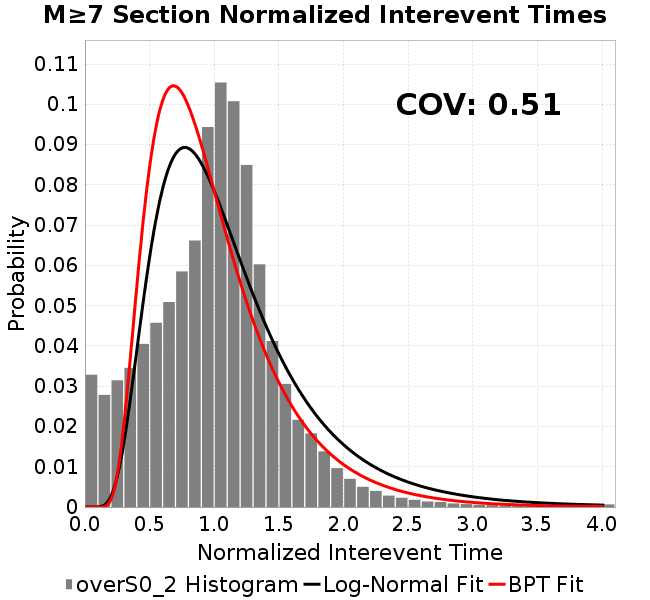 M≥7 Section Normalized Interevent Times
COV: 0.51
Probability
0.11
0.1
0.09
0.08
0.07
0.06
0.05
0.04
0.03
0.02
0.01
0
0.0 0.5 1.0 1.5 2.0 2.5 3.0 3.5 4.0
Normalized Interevent Time
overS0_2 Histogram Log-Normal Fit BPT Fit